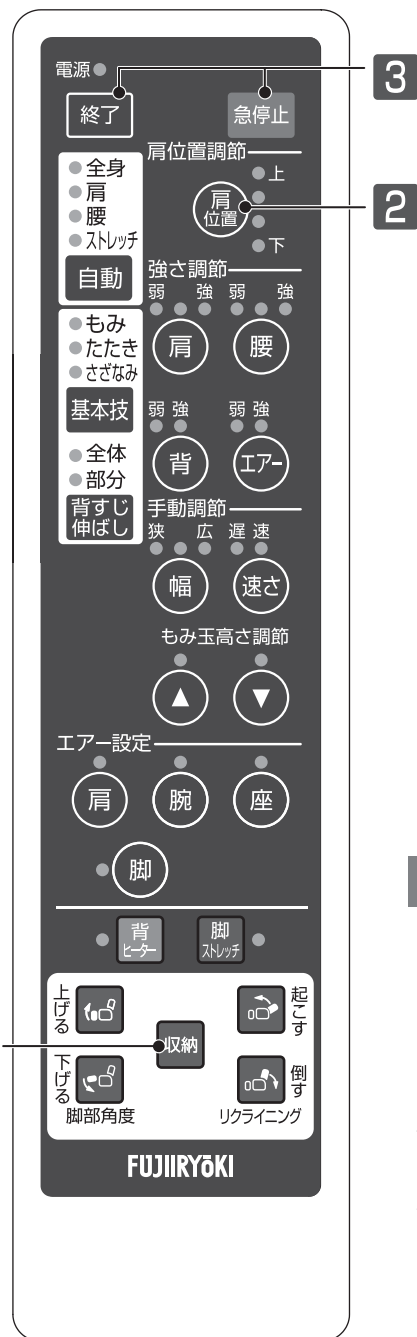 電源
終了
急停止
3
肩位置調節
肩
位置
上
下
2
全身
肩
腰
ストレッチ
自動
強さ調節
弱 強 弱 強
肩
腰
もみ
たたき
さざなみ
基本技
弱 強 弱 強
背
エアー
全体
部分
背すじ
伸ばし
手動調節
狭 広 遅 速
幅
速さ
もみ玉高さ調節
▲
▼
エアー設定
肩
腕
座
脚
背
ヒーター
脚
ストレッチ
上げる
下げる
脚部角度
収納
起こす
倒す
リクライニング
FUJIIRYōKI